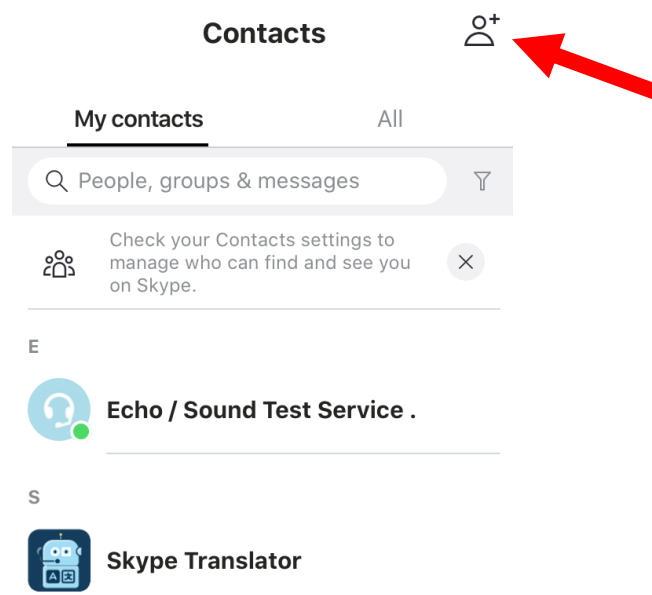 Contacts
My contacts
All
People, groups & messages
Check your Contacts settings to
manage who can find and see you
on Skype.
E
Echo / Sound Test Service .
S
Skype Translator
A 文